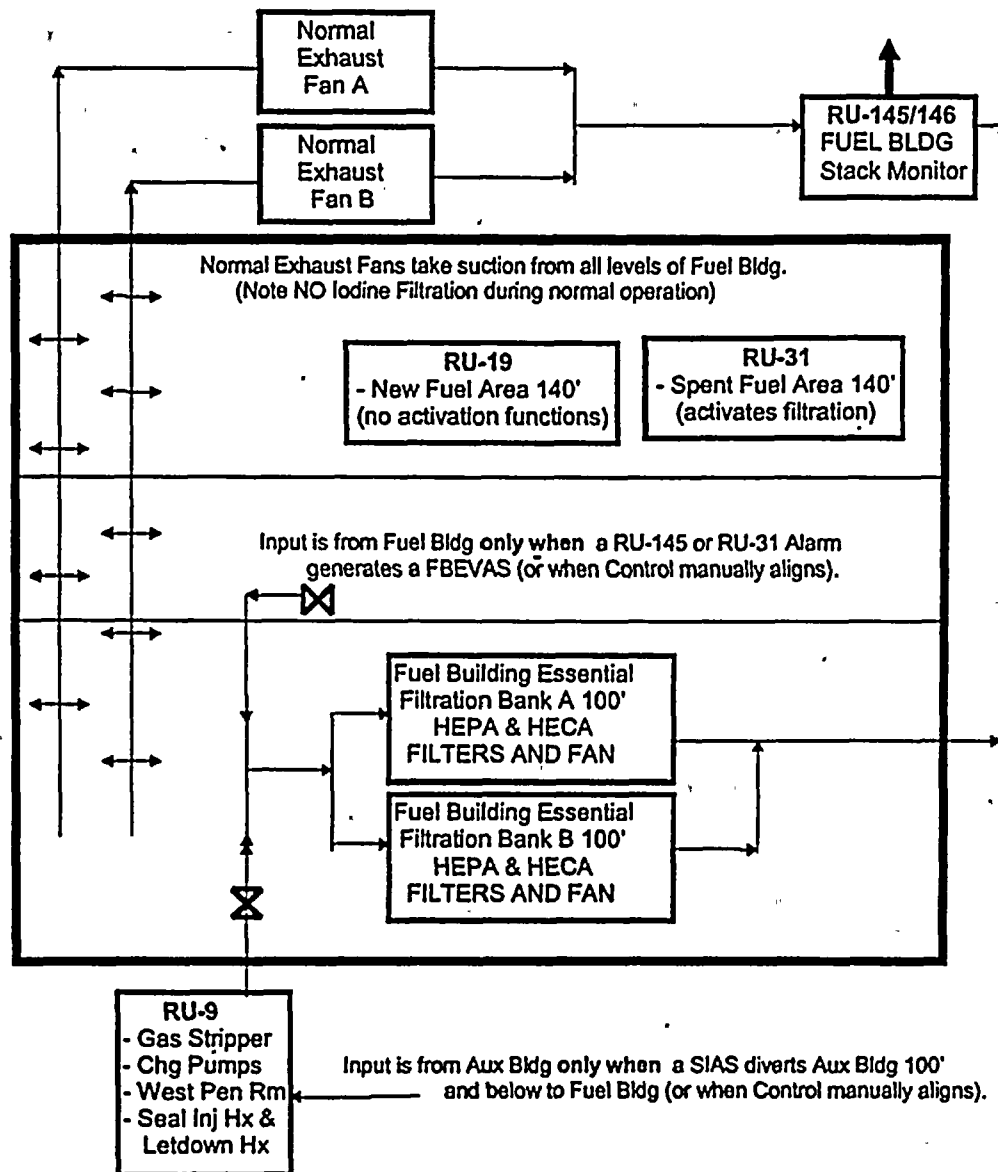 Normal
Exhaust
Fan A
Normal
Exhaust
Fan B
RU-145/146
FUEL BLDG
Stack Monitor
Normal Exhaust Fans take suction from all levels of Fuel Bldg.
(Note NO Iodine Filtration during normal operation)
RU-19
- New Fuel Area 140'
(no activation functions)
RU-31
- Spent Fuel Area 140'
(activates filtration)
Input is from Fuel Bldg only when a RU-145 or RU-31 Alarm
generates a FBEVAS (or when Control manually aligns).
Fuel Building Essential
Filtration Bank A 100'
HEPA & HECA
FILTERS AND FAN
Fuel Building Essential
Filtration Bank B 100'
HEPA & HECA
FILTERS AND FAN
RU-9
- Gas Stripper
- Chg Pumps
- West Pen Rm
- Seal Inj Hx &
Letdown Hx
Input is from Aux Bldg only when a SIAS diverts Aux Bldg 100'
and below to Fuel Bldg (or when Control manually aligns).